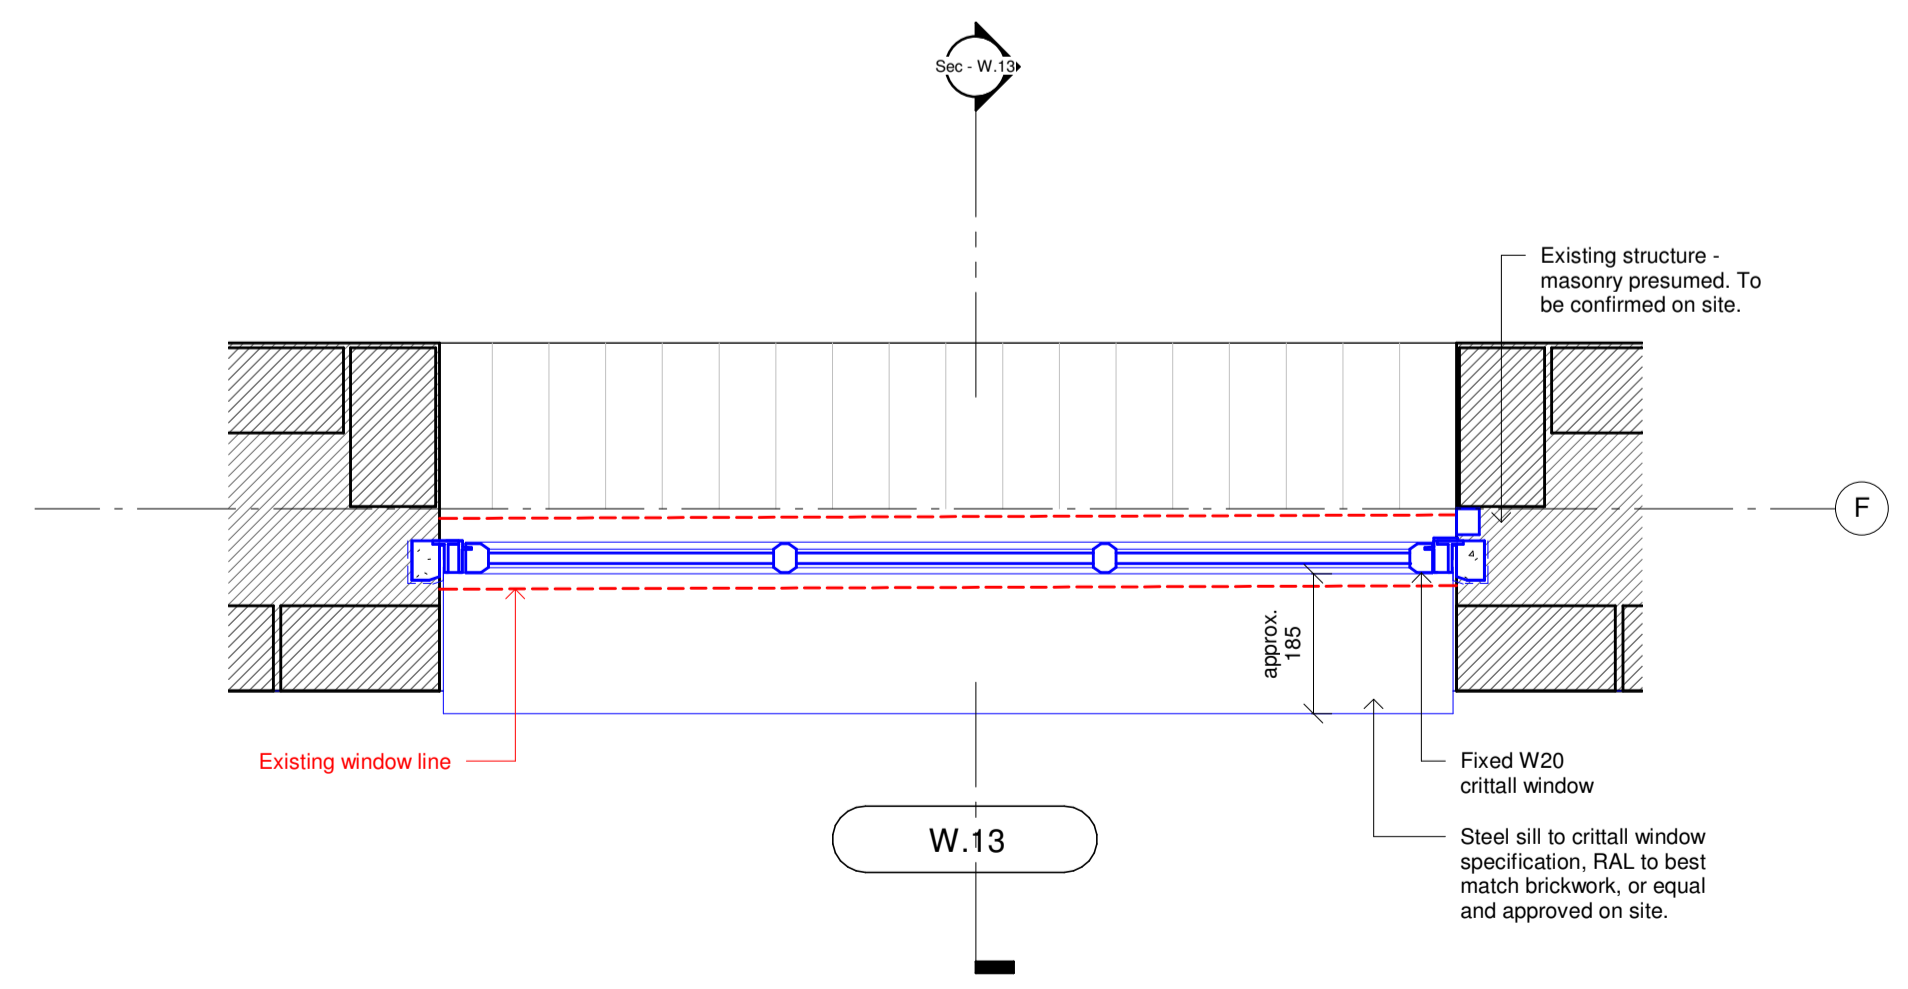 Sec - W.13
Existing structure -
masonry presumed. To
be confirmed on site.
F
approx.
185
Existing window line
Fixed W20
crittall window
W.13
Steel sill to crittall window
specification, RAL to best
match brickwork, or equal
and approved on site.